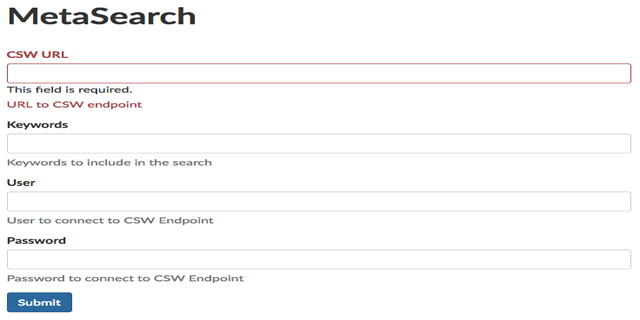 MetaSearch
CSW URL
This field is required.
URL to CSW endpoint
Keywords
Keywords to include in the search
User
User to connect to CSW Endpoint
Password
Password to connect to CSW Endpoint
Submit